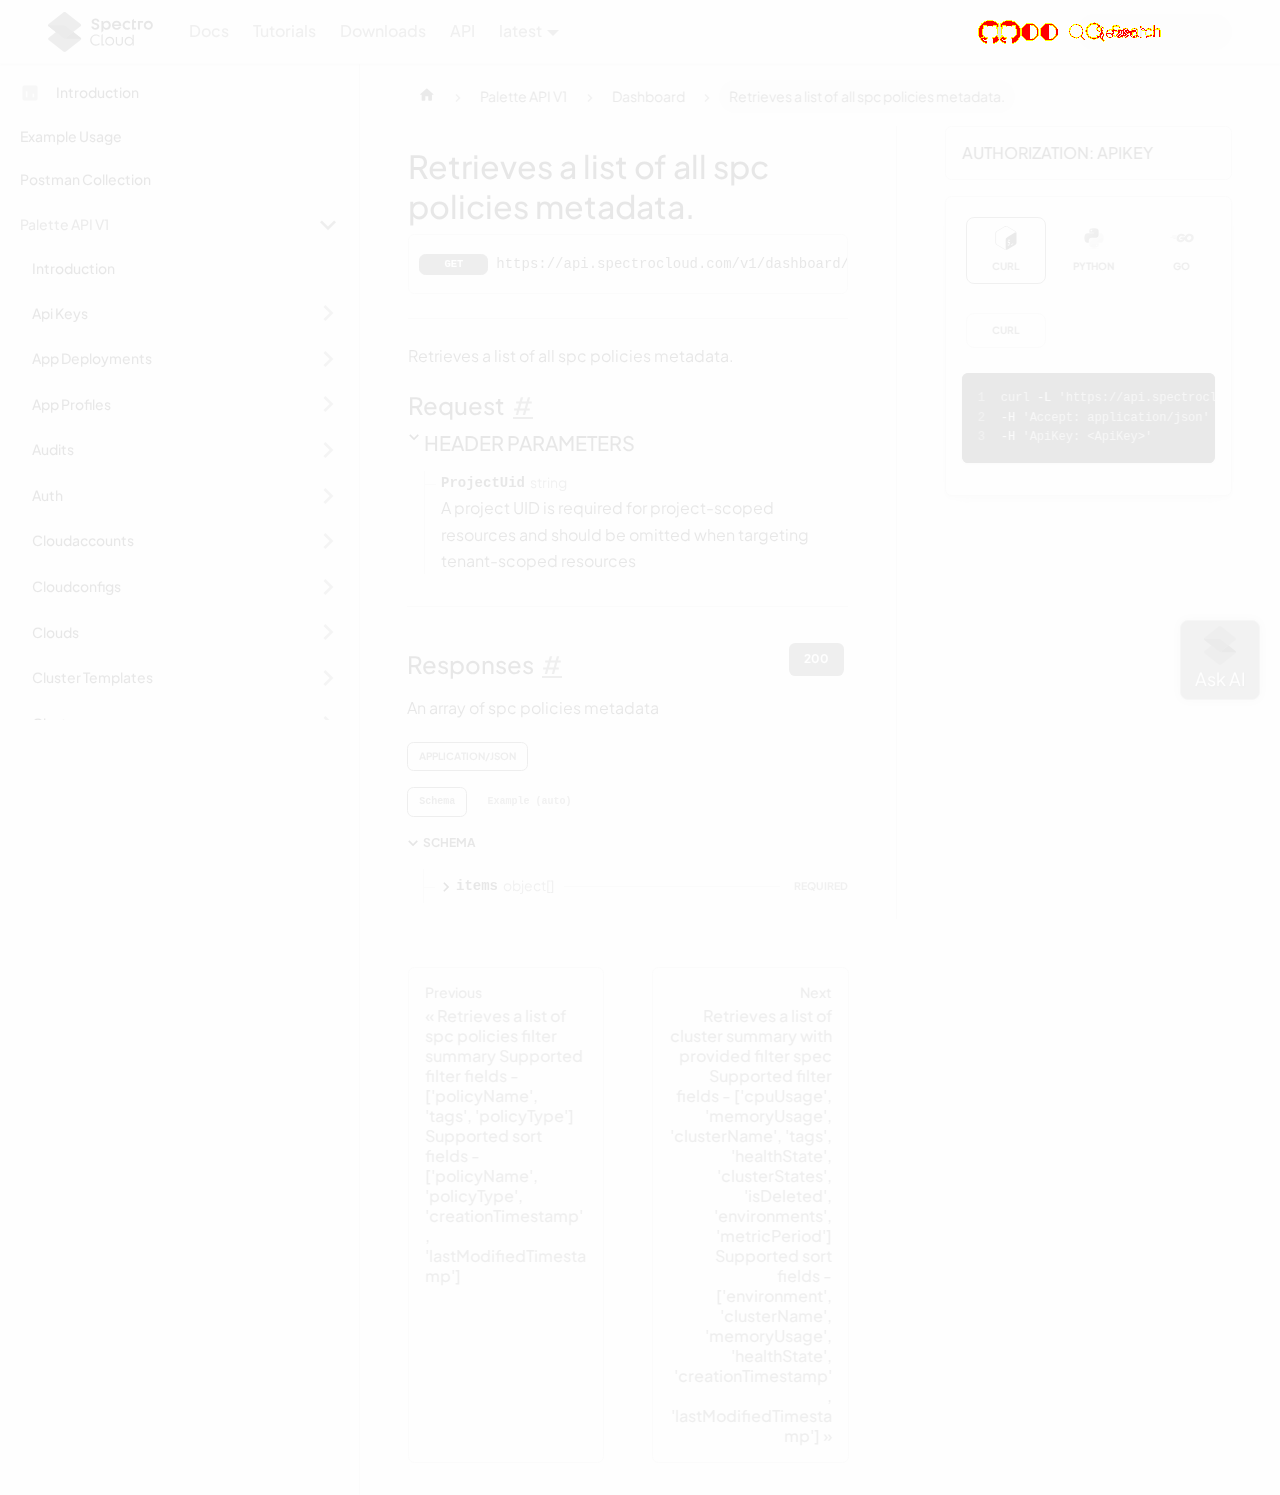 Spectro
Cloud
Docs
Tutorials
Downloads
API
latest
Search
Introduction
Example Usage
Postman Collection
Palette API V1
Introduction
Api Keys
App Deployments
App Profiles
Audits
Auth
Cloudaccounts
Cloudconfigs
Clouds
Cluster Templates
Palette API V1
Dashboard
Retrieves a list of all spc policies metadata.
Retrieves a list of all spc
policies metadata.
GET https://api.spectrocloud.com/v1/dashboard/
Retrieves a list of all spc policies metadata.
Request #
HEADER PARAMETERS
ProjectUid string
A project UID is required for project-scoped
resources and should be omitted when targeting
tenant-scoped resources
Responses #
200
An array of spc policies metadata
APPLICATION/JSON
Schema
Example (auto)
SCHEMA
items object[]
REQUIRED
Previous
« Retrieves a list of
spc policies filter
summary Supported
filter fields -
['policyName',
'tags', 'policyType']
Supported sort
fields -
['policyName',
'policyType',
'creationTimestamp'
,
'lastModifiedTimesta
mp']
Next
Retrieves a list of
cluster summary with
provided filter spec
Supported filter
fields - ['cpuUsage',
'memoryUsage',
'clusterName', 'tags',
'healthState',
'clusterStates',
'isDeleted',
'environments',
'metricPeriod']
Supported sort
fields -
['environment',
'clusterName',
'memoryUsage',
'healthState',
'creationTimestamp'
,
'lastModifiedTimesta
mp'] »
AUTHORIZATION: APIKEY
CURL
PYTHON
GO
GO
CURL
1 curl -L 'https://api.spectrocl
2 -H 'Accept: application/json'
3 -H 'ApiKey: <ApiKey>'
Ask AI